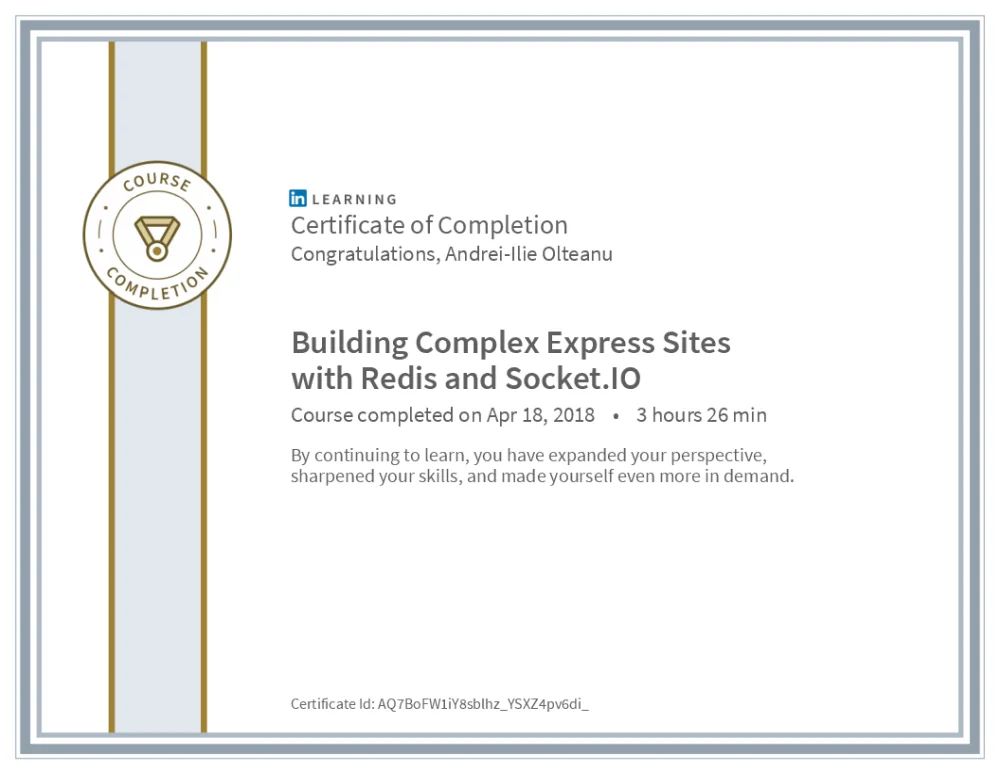 COURSE
COMPLETION
in LEARNING
Certificate of Completion
Congratulations, Andrei-Ilie Olteanu
Building Complex Express Sites
with Redis and Socket.IO
Course completed on Apr 18, 2018 • 3 hours 26 min
By continuing to learn, you have expanded your perspective,
sharpened your skills, and made yourself even more in demand.
Certificate Id: AQ7BoFW1iY8sblhz_YSXZ4pv6di_